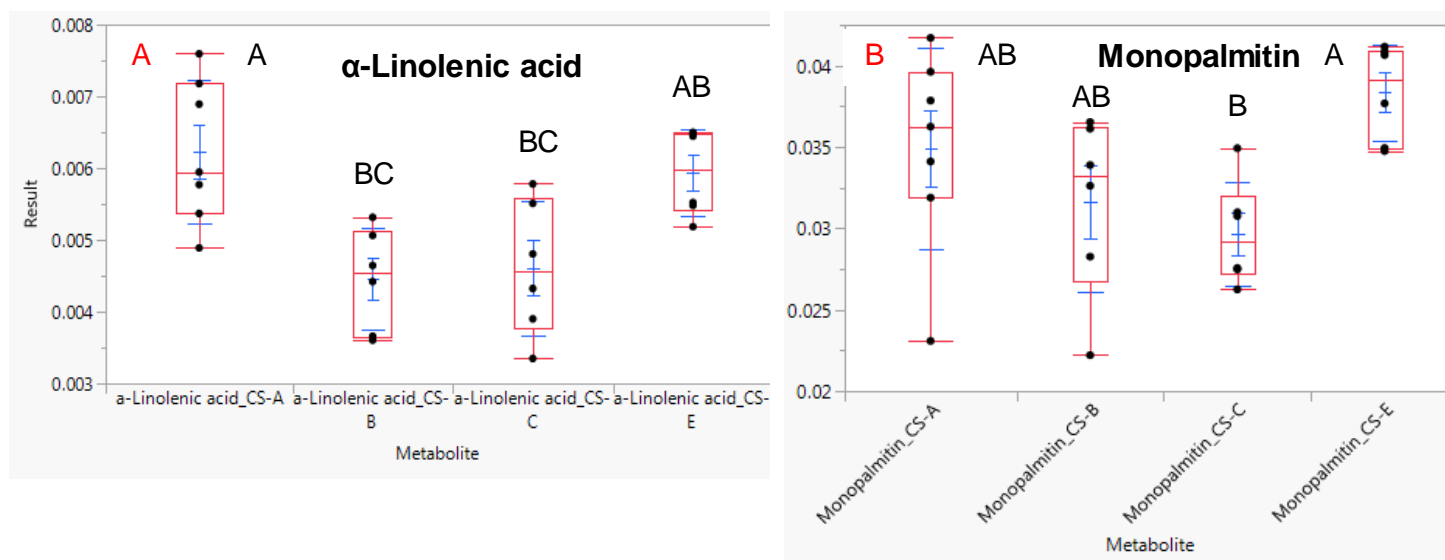 0.008
0.007
0.006
0.005
0.004
0.003
Result
A
A
α-Linolenic acid
BC
BC
AB
a-Linolenic acid_CS-A
a-Linolenic acid_CS-
B
a-Linolenic acid_CS-
C
a-Linolenic acid_CS-
E
Metabolite
0.04
0.035
0.03
0.025
0.02
B
AB
Monopalmitin
A
AB
B
Monopalmitin_CS-A
Monopalmitin_CS-B
Monopalmitin_CS-C
Monopalmitin_CS-E
Metabolite